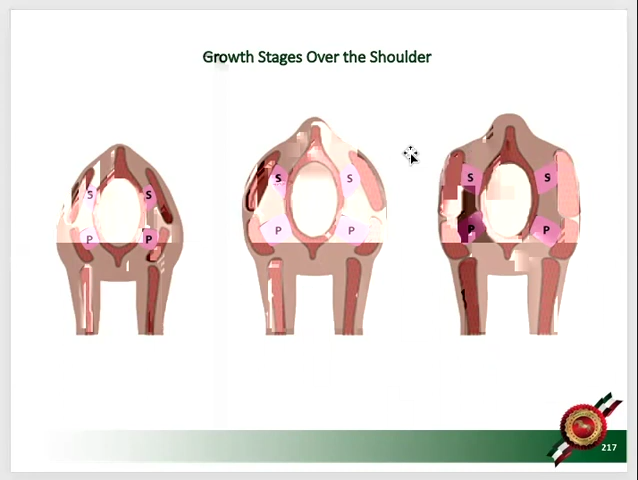 Growth Stages Over the Shoulder
S S S S S S
P P P P P P
217